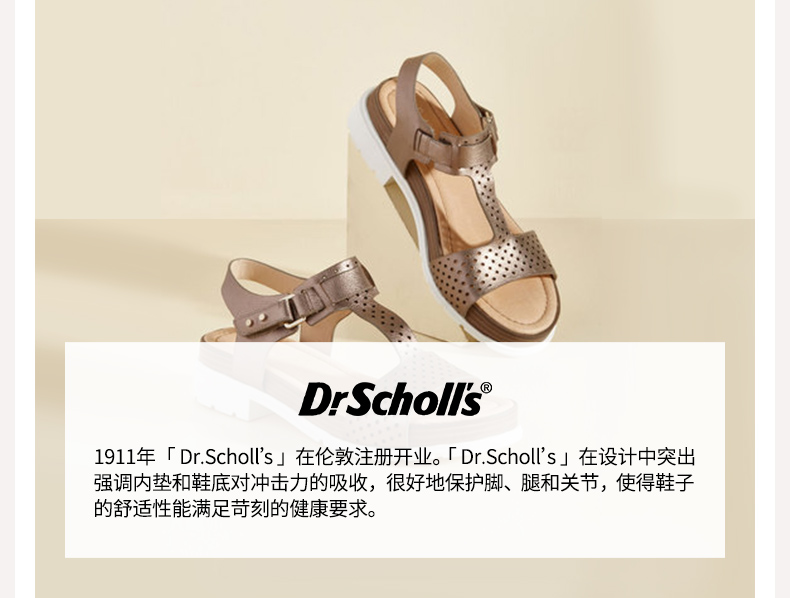 Dr.Scholl's®
1911年「 Dr.Scholl’s 」在伦敦注册开业。「 Dr.Scholl’s 」在设计中突出
强调内垫和鞋底对冲击力的吸收，很好地保护脚、腿和关节，使得鞋子
的舒适性能满足苛刻的健康要求。